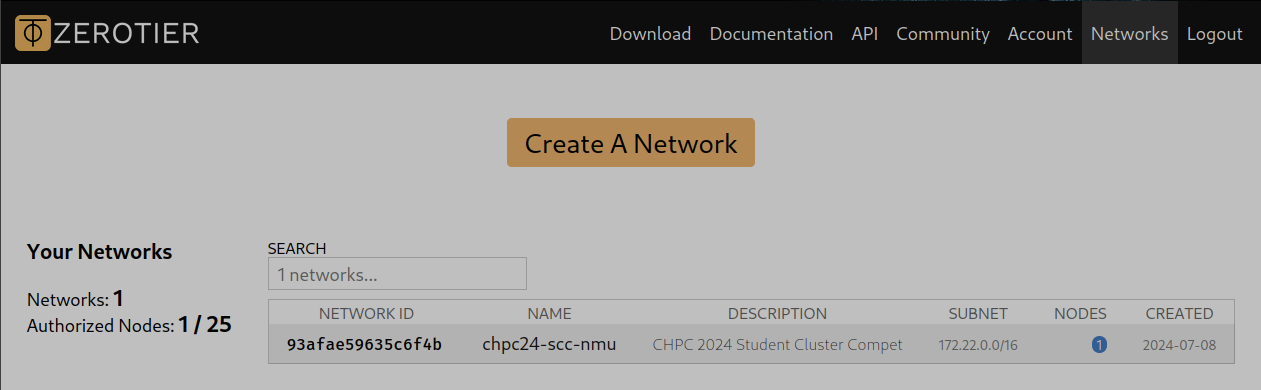 ZEROTIER Download Documentation API Community Account Networks Logout
Create A Network
Your Networks
Networks: 1
Authorized Nodes: 1 / 25
SEARCH
1 networks...
NETWORK ID NAME DESCRIPTION SUBNET NODES CREATED
93afae59635c6f4b chpc24-scc-nmu CHPC 2024 Student Cluster Compet 172.22.0.0/16 1 2024-07-08